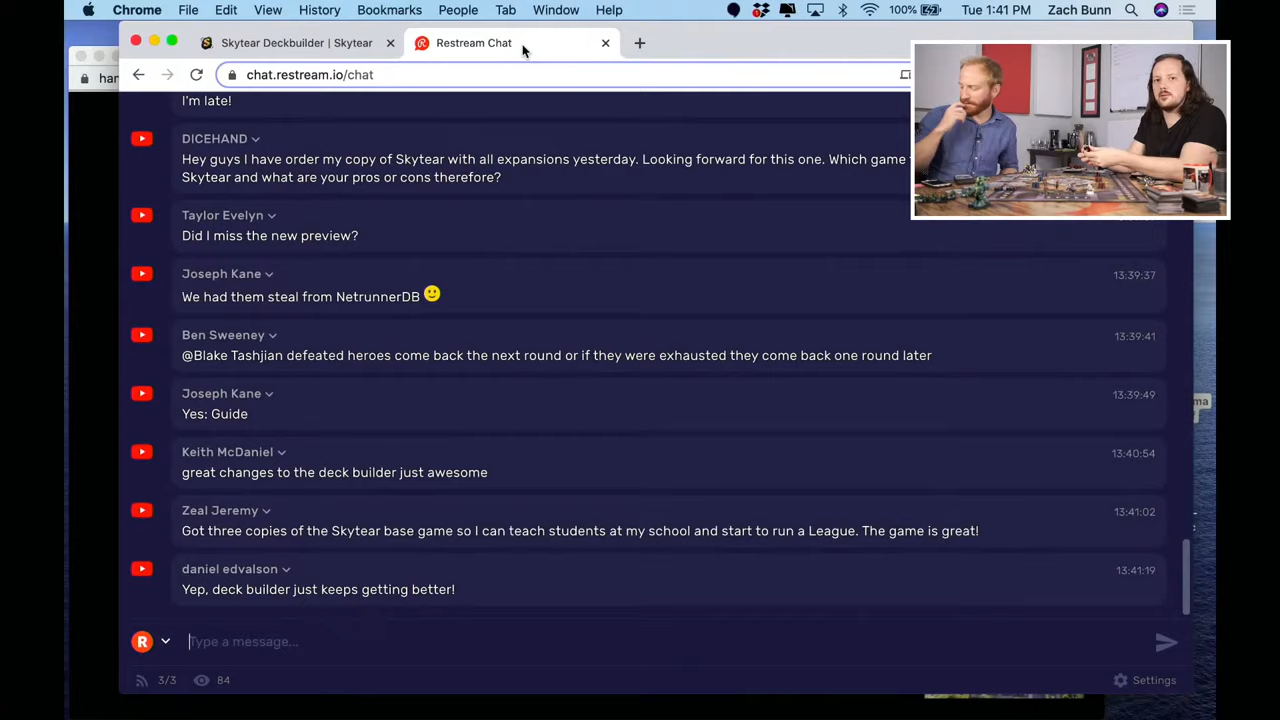 Chrome File Edit View History Bookmarks People Tab Window Help 100% Tue 1:41 PM Zach Bunn
Skytear Deckbuilder | Skytear
Restream Chat
chat.restream.io/chat
I'm late!
DICEHAND
Hey guys I have order my copy of Skytear with all expansions yesterday. Looking forward for this one. Which game
Skytear and what are your pros or cons therefore?
Taylor Evelyn
Did I miss the new preview?
Joseph Kane 13:39:37
We had them steal from NetrunnerDB 🙂
Ben Sweeney 13:39:41
@Blake Tashjian defeated heroes come back the next round or if they were exhausted they come back one round later
Joseph Kane 13:39:49
Yes: Guide
Keith McDaniel 13:40:54
great changes to the deck builder just awesome
Zeal Jeremy 13:41:02
Got three copies of the Skytear base game so I can teach students at my school and start to run a League. The game is great!
daniel edvalson 13:41:19
Yep, deck builder just keeps getting better!
R Type a message...
3/3 84 Settings